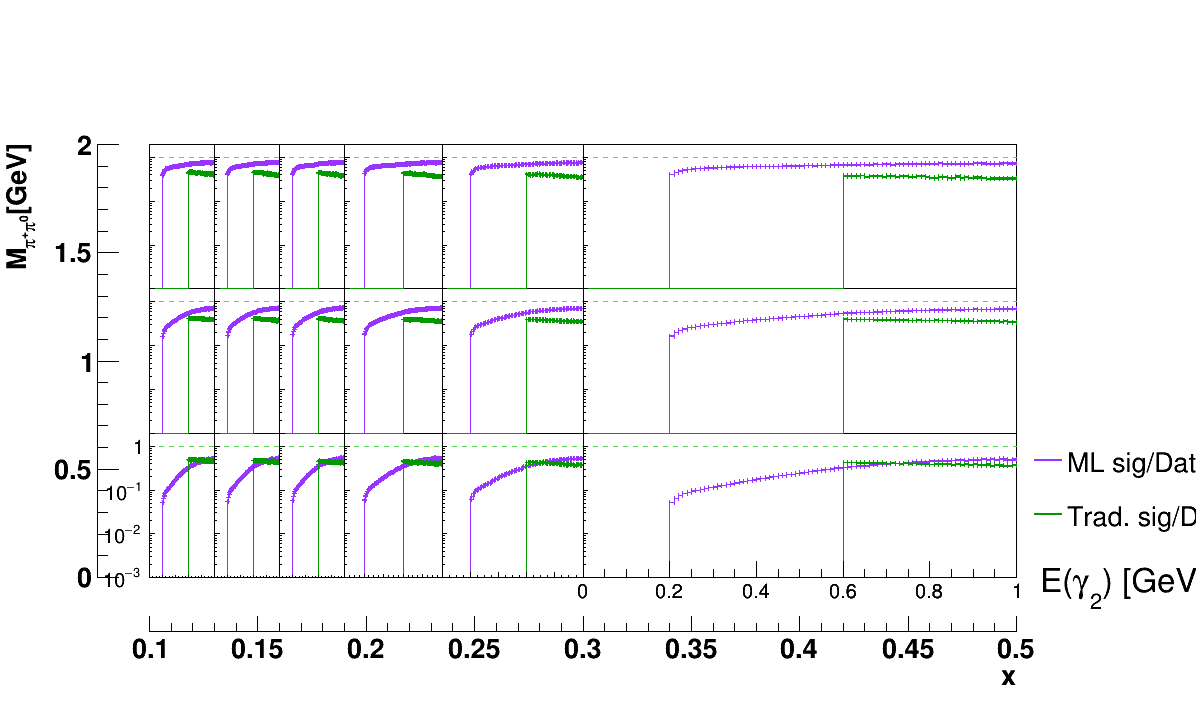 M_{π⁺π⁰}[GeV]
2
1.5
1
0.5
0
1
10⁻¹
10⁻²
10⁻³
ML sig/Dat
Trad. sig/D
0 0.2 0.4 0.6 0.8 1
E(γ₂) [GeV
0.1 0.15 0.2 0.25 0.3 0.35 0.4 0.45 0.5
x